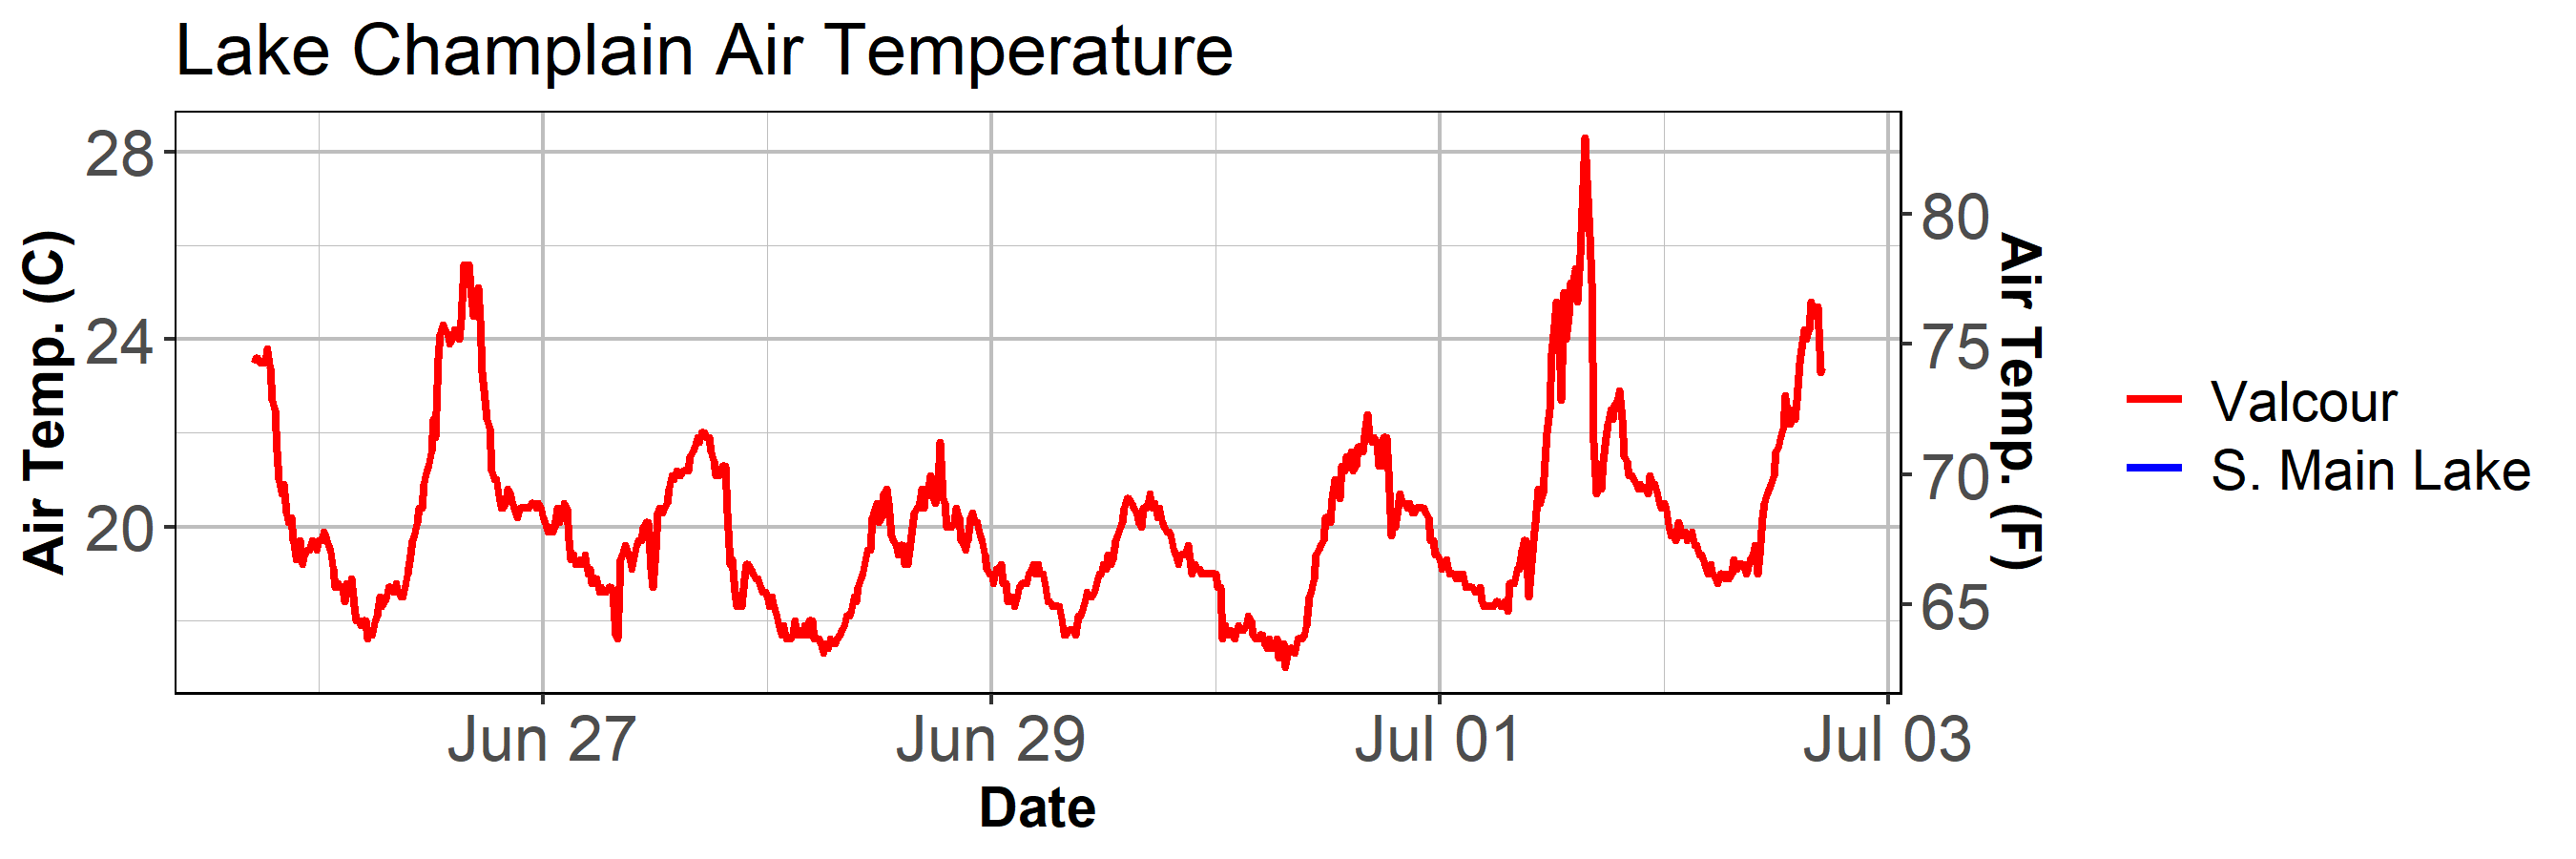 Lake Champlain Air Temperature
28
24
20
Air Temp. (C)
80
75
70
65
Air Temp. (F)
Jun 27
Jun 29
Jul 01
Jul 03
Date
Valcour
S. Main Lake